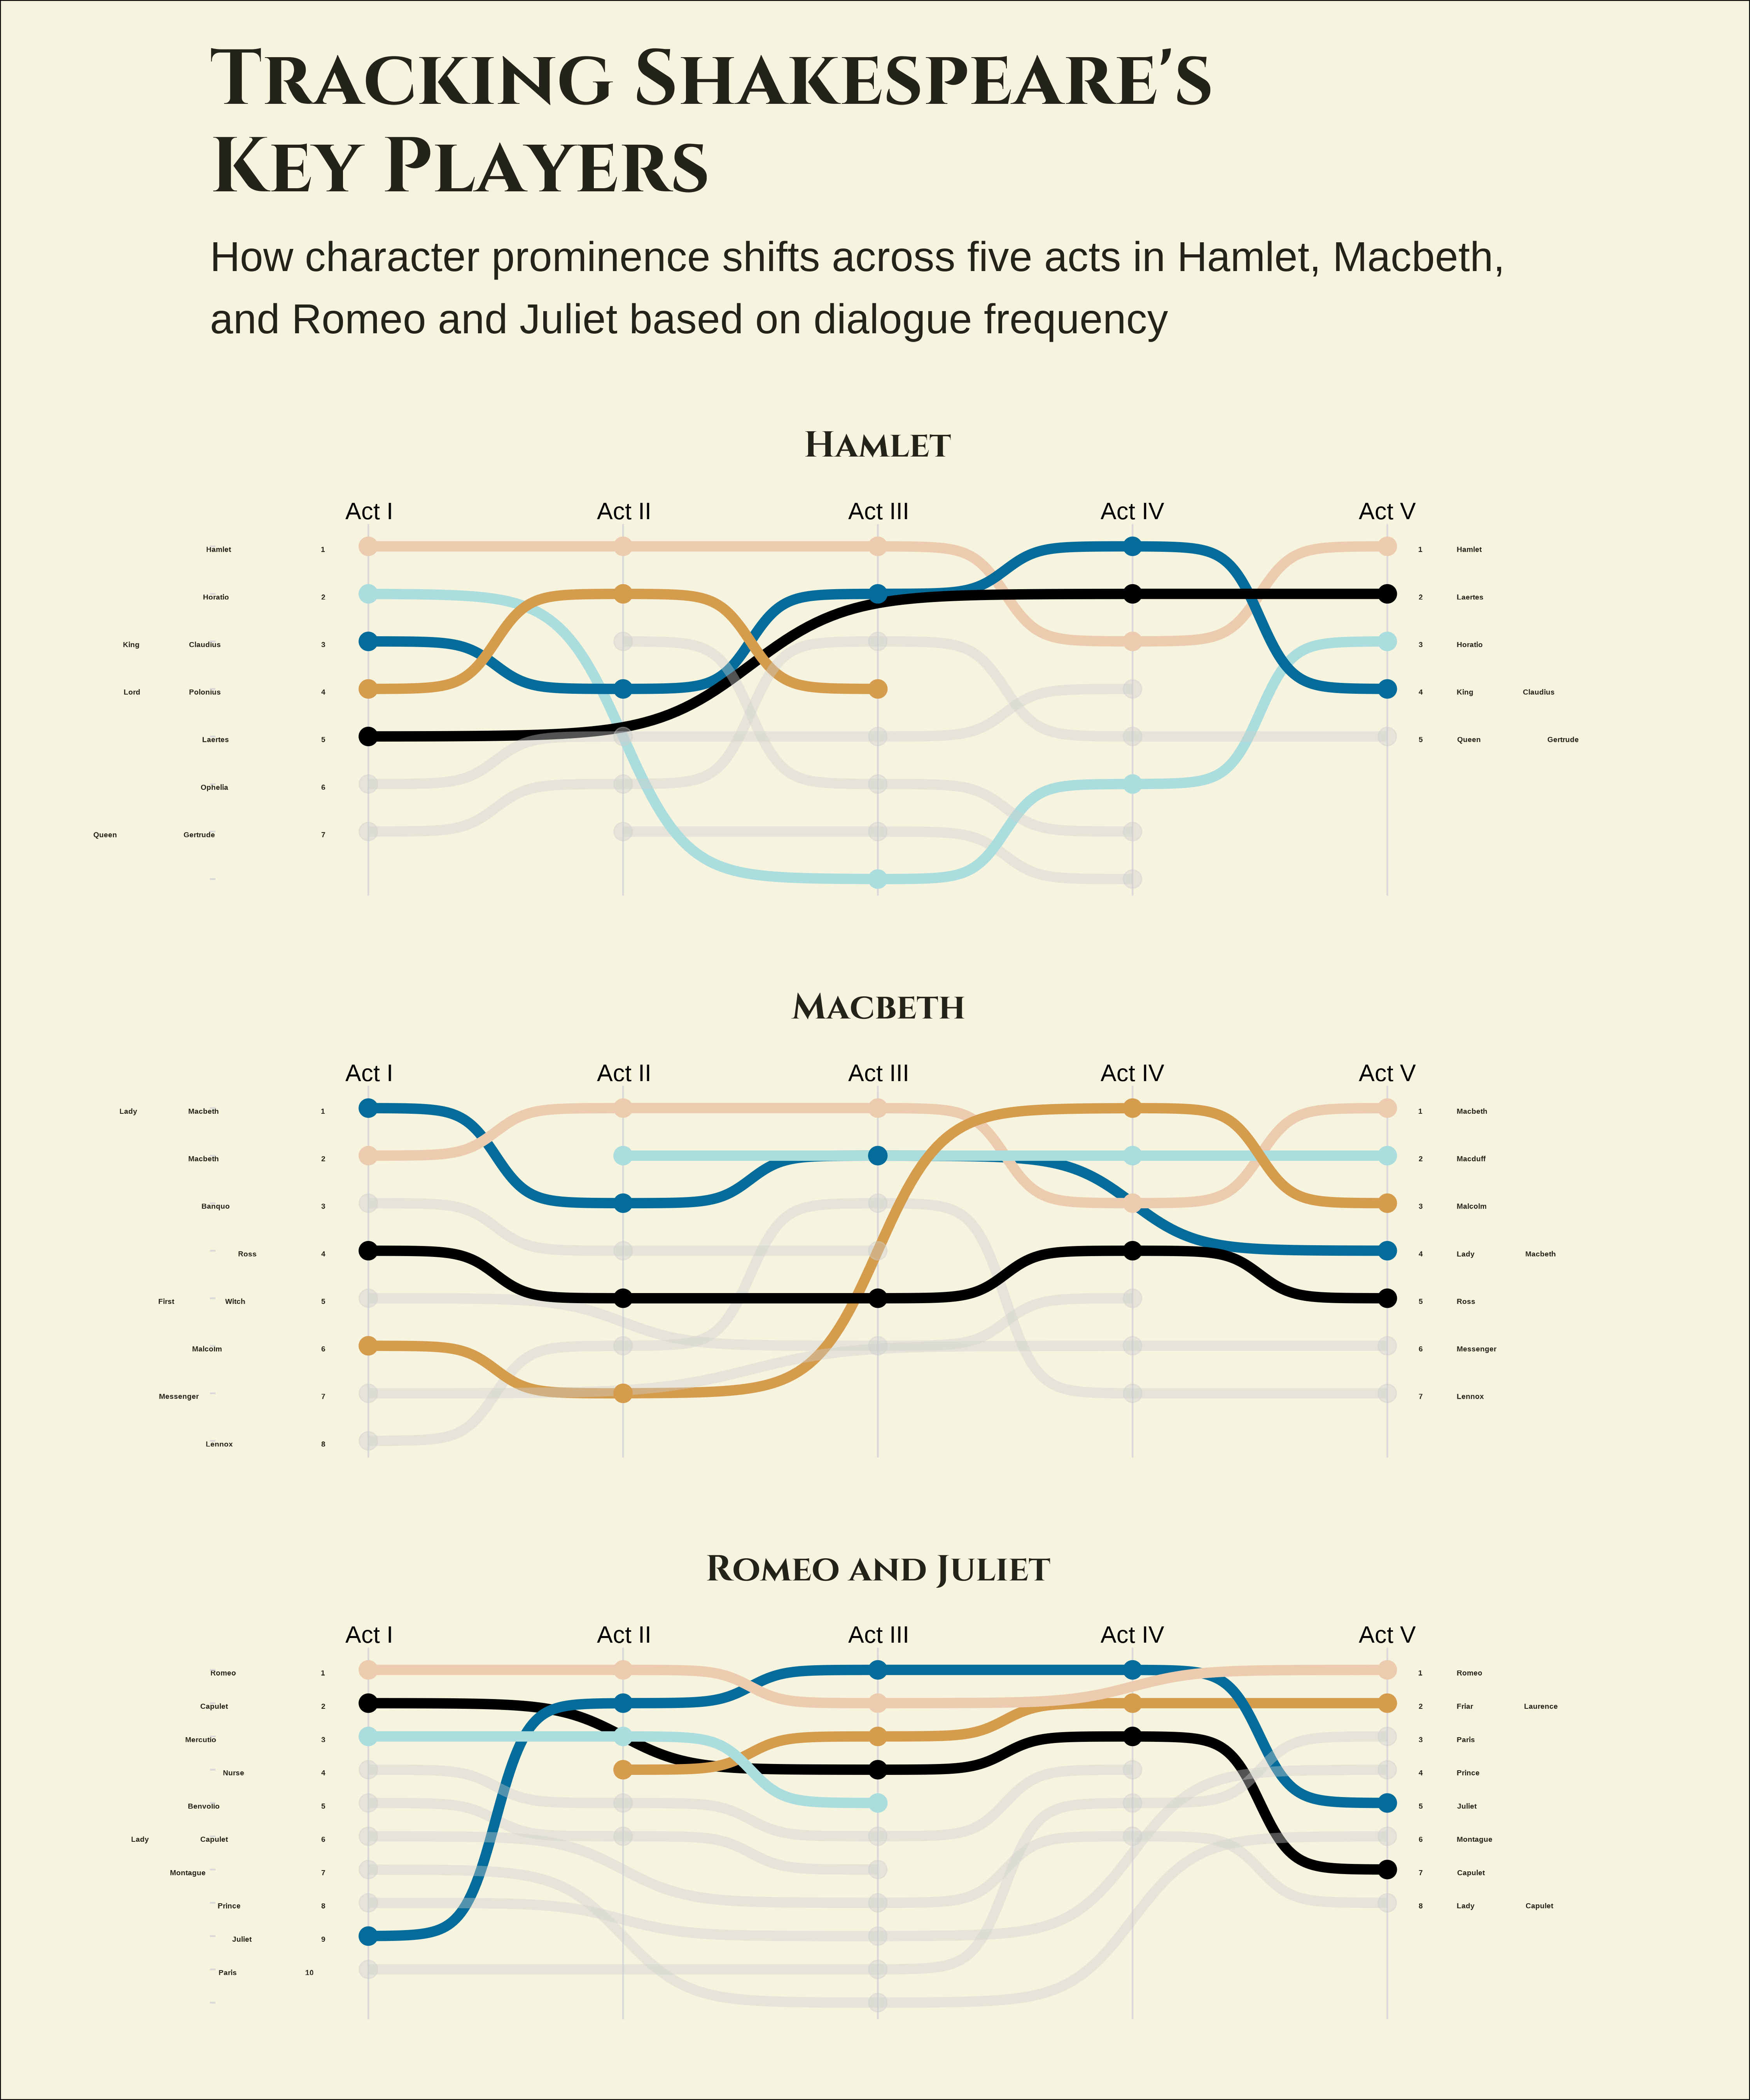 Tracking Shakespeare's
Key Players
How character prominence shifts across five acts in Hamlet, Macbeth,
and Romeo and Juliet based on dialogue frequency
Hamlet
Act I Act II Act III Act IV Act V
Hamlet 1 1 Hamlet
Horatio 2 2 Laertes
King Claudius 3 3 Horatio
Lord Polonius 4 4 King Claudius
Laertes 5 5 Queen Gertrude
Ophelia 6
Queen Gertrude 7
Macbeth
Act I Act II Act III Act IV Act V
Lady Macbeth 1 1 Macbeth
Macbeth 2 2 Macduff
Banquo 3 3 Malcolm
Ross 4 4 Lady Macbeth
First Witch 5 5 Ross
Malcolm 6 6 Messenger
Messenger 7 7 Lennox
Lennox 8
Romeo and Juliet
Act I Act II Act III Act IV Act V
Romeo 1 1 Romeo
Capulet 2 2 Friar Laurence
Mercutio 3 3 Paris
Nurse 4 4 Prince
Benvolio 5 5 Juliet
Lady Capulet 6 6 Montague
Montague 7 7 Capulet
Prince 8 8 Lady Capulet
Juliet 9
Paris 10